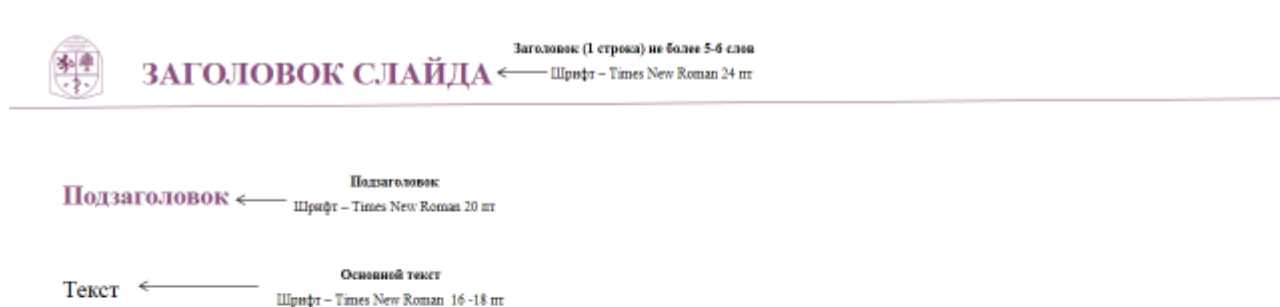 Заголовок (1 строка) не более 5-6 слов
ЗАГОЛОВОК СЛАЙДА
Шрифт – Times New Roman 24 пт
Подзаголовок
Подзаголовок
Шрифт – Times New Roman 20 пт
Основной текст
Текст
Шрифт – Times New Roman 16 -18 пт